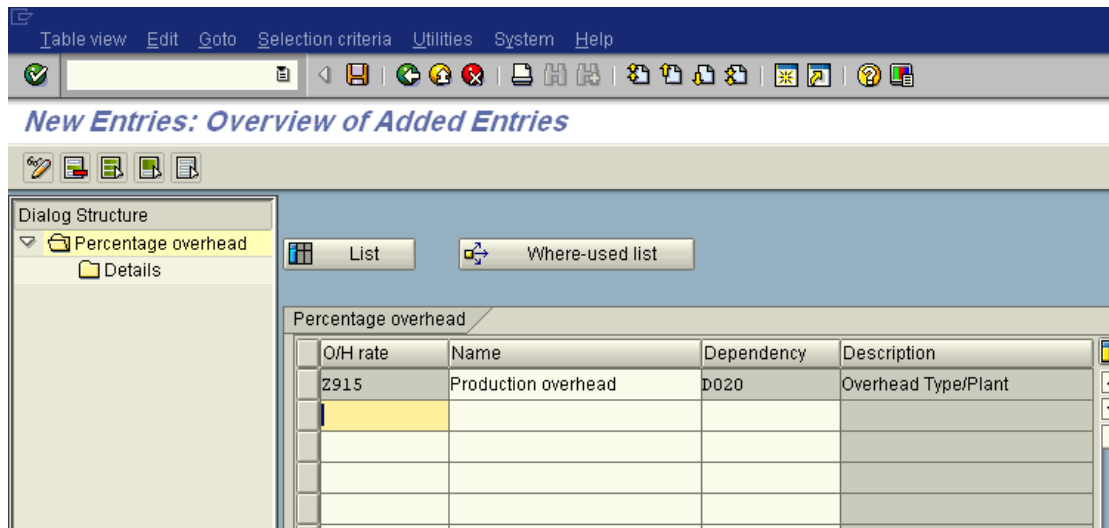 Table view Edit Goto Selection criteria Utilities System Help
New Entries: Overview of Added Entries
Dialog Structure
Percentage overhead
Details
List Where-used list
Percentage overhead
O/H rate Name Dependency Description
Z915 Production overhead D020 Overhead Type/Plant